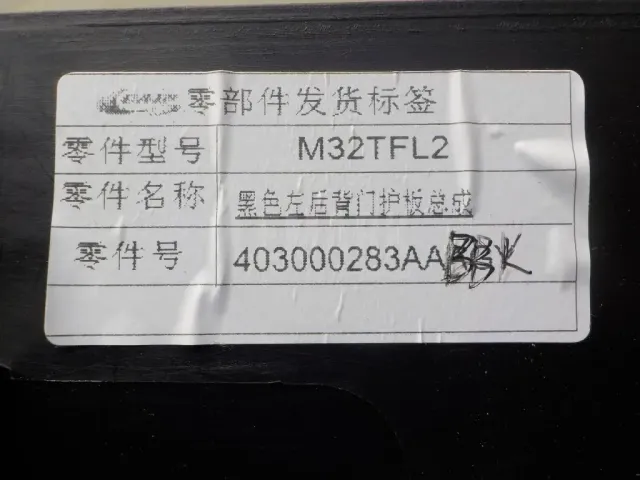 零部件发货标签
零件型号 M32TFL2
零件名称 黑色左后背门护板总成
零件号 403000283AA